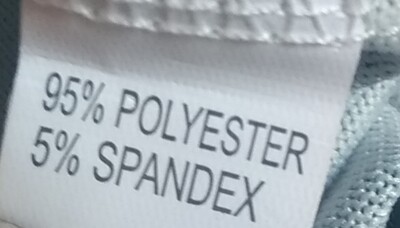 95% POLYESTER
5% SPANDEX